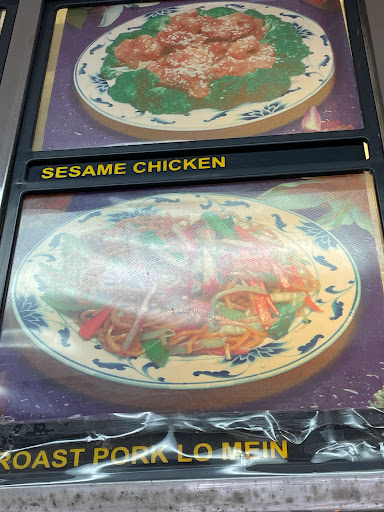 SESAME CHICKEN
ROAST PORK LO MEIN